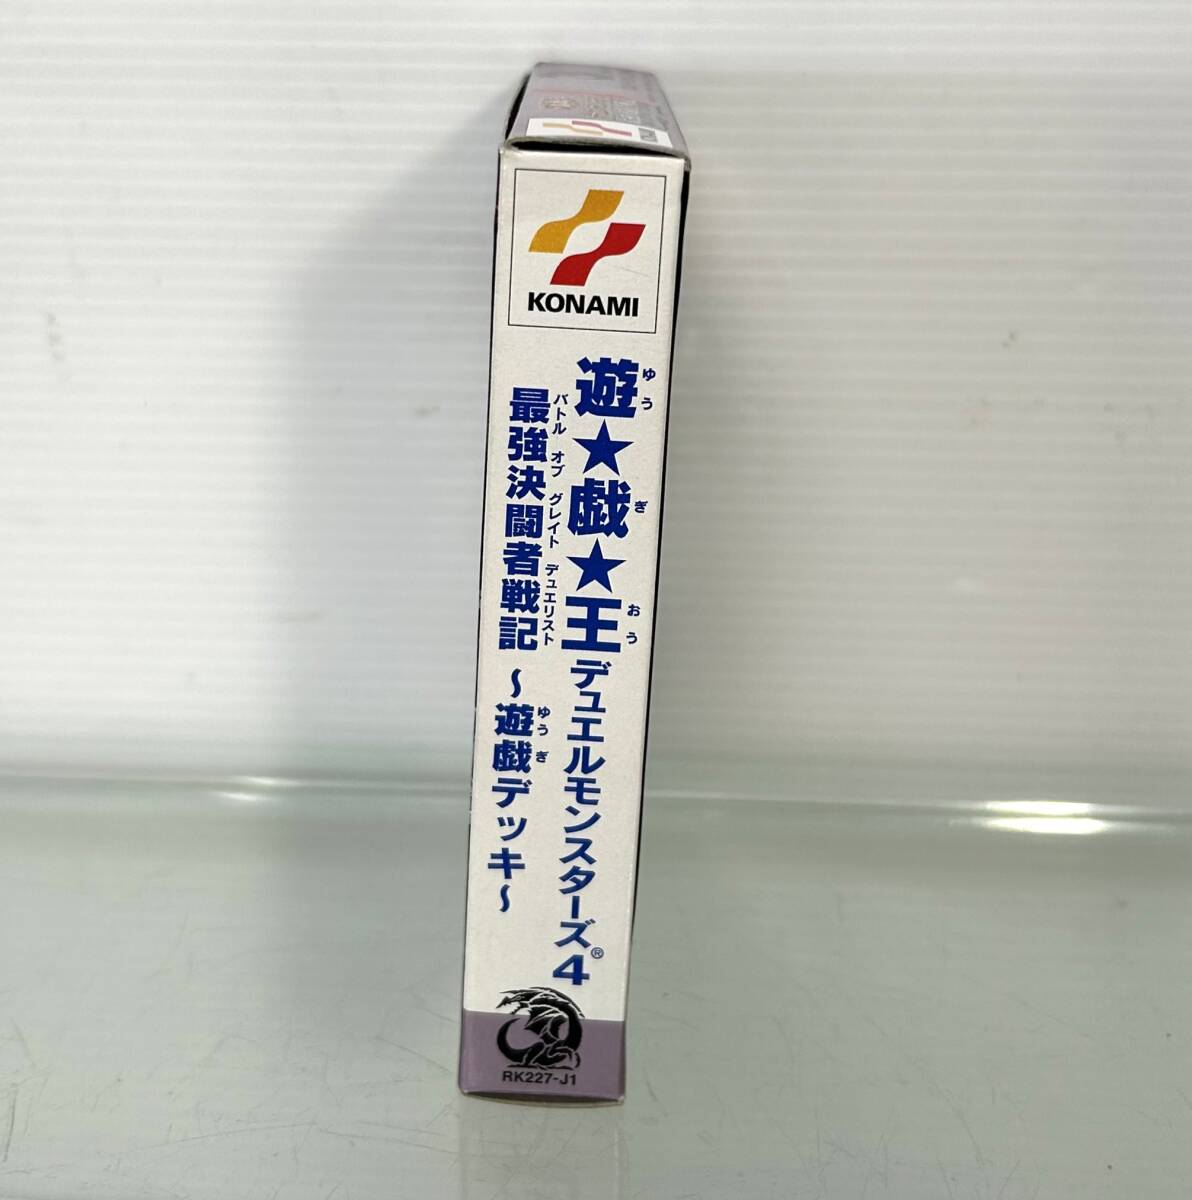 KONAMI
遊★戯★王デュエルモンスターズ®4
ゆう ぎ おう
最強決闘者戦記 ～遊戯デッキ～
バトル オブ グレイト デュエリスト ゆうぎ
RK227-J1